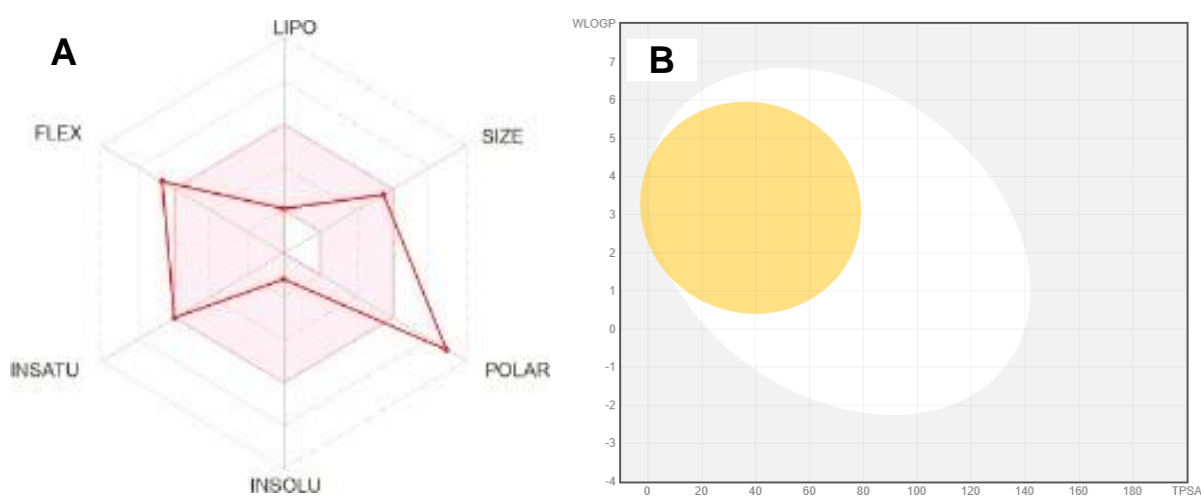 A
LIPO
FLEX
SIZE
INSATU
POLAR
INSOLU
WLOGP
B
7
6
5
4
3
2
1
0
-1
-2
-3
-4
0 20 40 60 80 100 120 140 160 180 TPSA